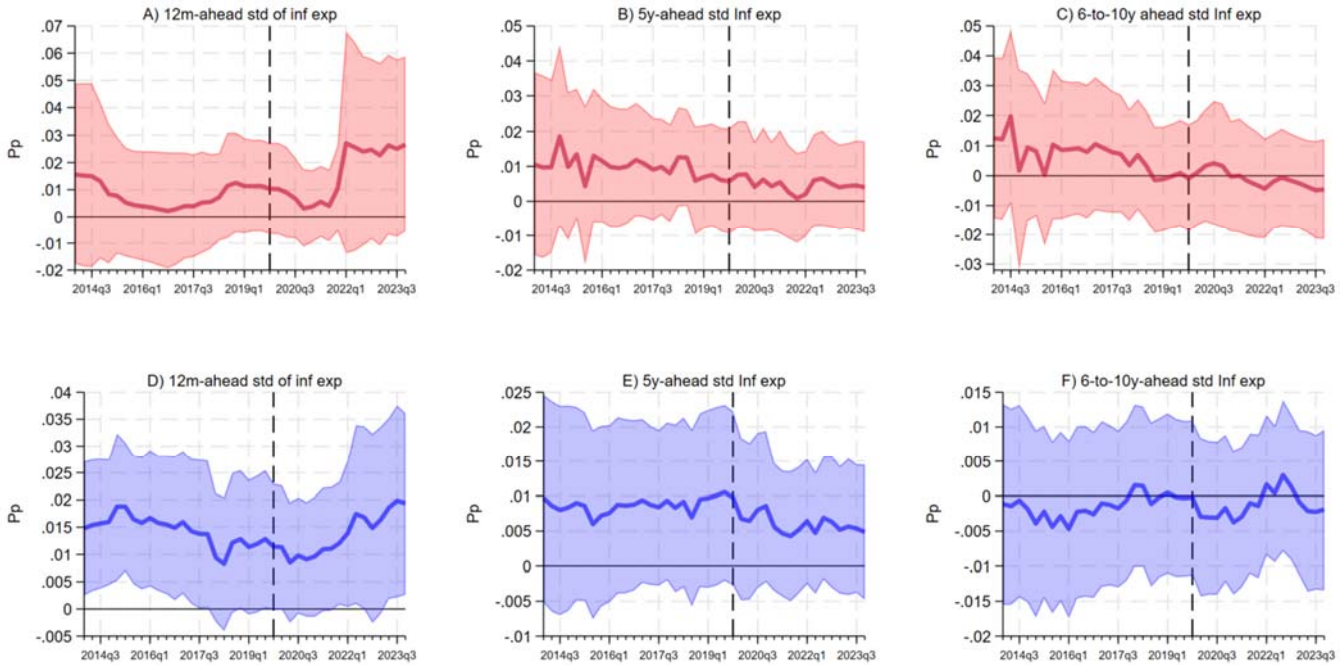 A) 12m-ahead std of inf exp
Pp
.07
.06
.05
.04
.03
.02
.01
0
-.01
-.02
2014q3 2016q1 2017q3 2019q1 2020q3 2022q1 2023q3
B) 5y-ahead std Inf exp
Pp
.05
.04
.03
.02
.01
0
-.01
-.02
2014q3 2016q1 2017q3 2019q1 2020q3 2022q1 2023q3
C) 6-to-10y ahead std Inf exp
Pp
.05
.04
.03
.02
.01
0
-.01
-.02
-.03
2014q3 2016q1 2017q3 2019q1 2020q3 2022q1 2023q3
D) 12m-ahead std of inf exp
Pp
.04
.035
.03
.025
.02
.015
.01
.005
0
-.005
2014q3 2016q1 2017q3 2019q1 2020q3 2022q1 2023q3
E) 5y-ahead std Inf exp
Pp
.025
.02
.015
.01
.005
0
-.005
-.01
2014q3 2016q1 2017q3 2019q1 2020q3 2022q1 2023q3
F) 6-to-10y-ahead std Inf exp
Pp
.015
.01
.005
0
-.005
-.01
-.015
-.02
2014q3 2016q1 2017q3 2019q1 2020q3 2022q1 2023q3